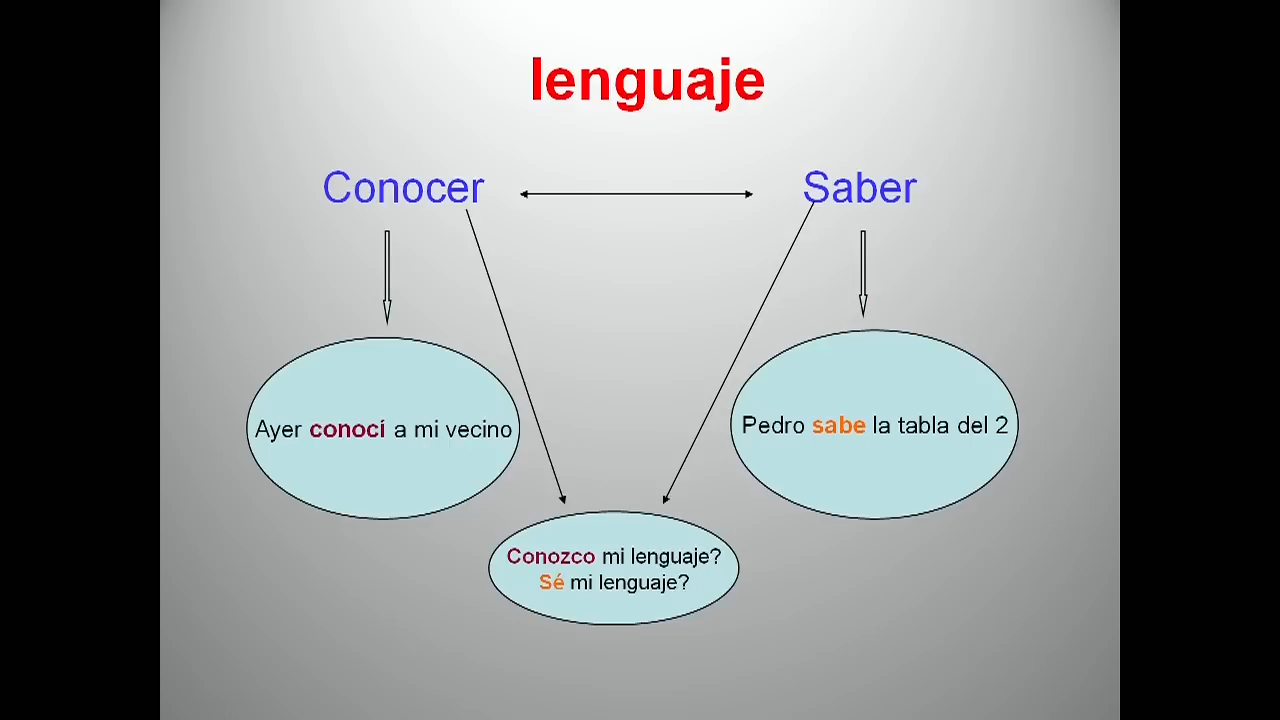 lenguaje
Conocer
Saber
Ayer conocí a mi vecino
Pedro sabe la tabla del 2
Conozco mi lenguaje?
Sé mi lenguaje?